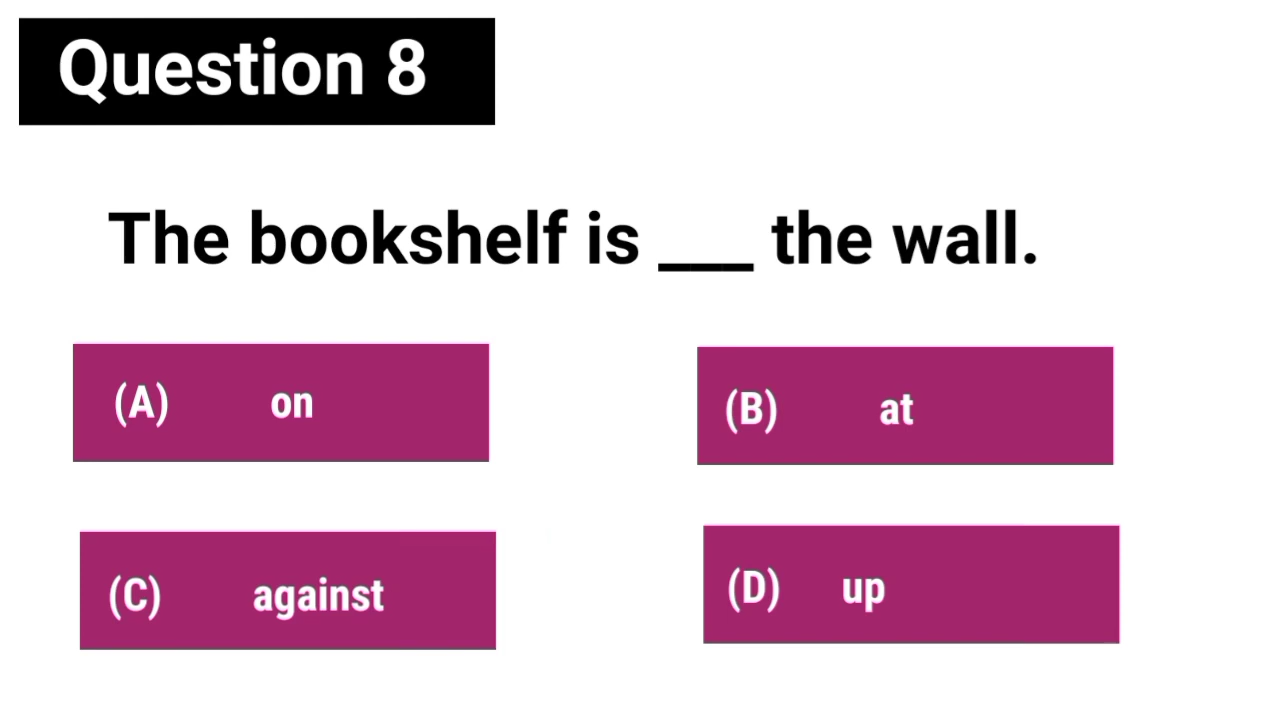 Question 8
The bookshelf is ___ the wall.
(A) on
(B) at
(C) against
(D) up